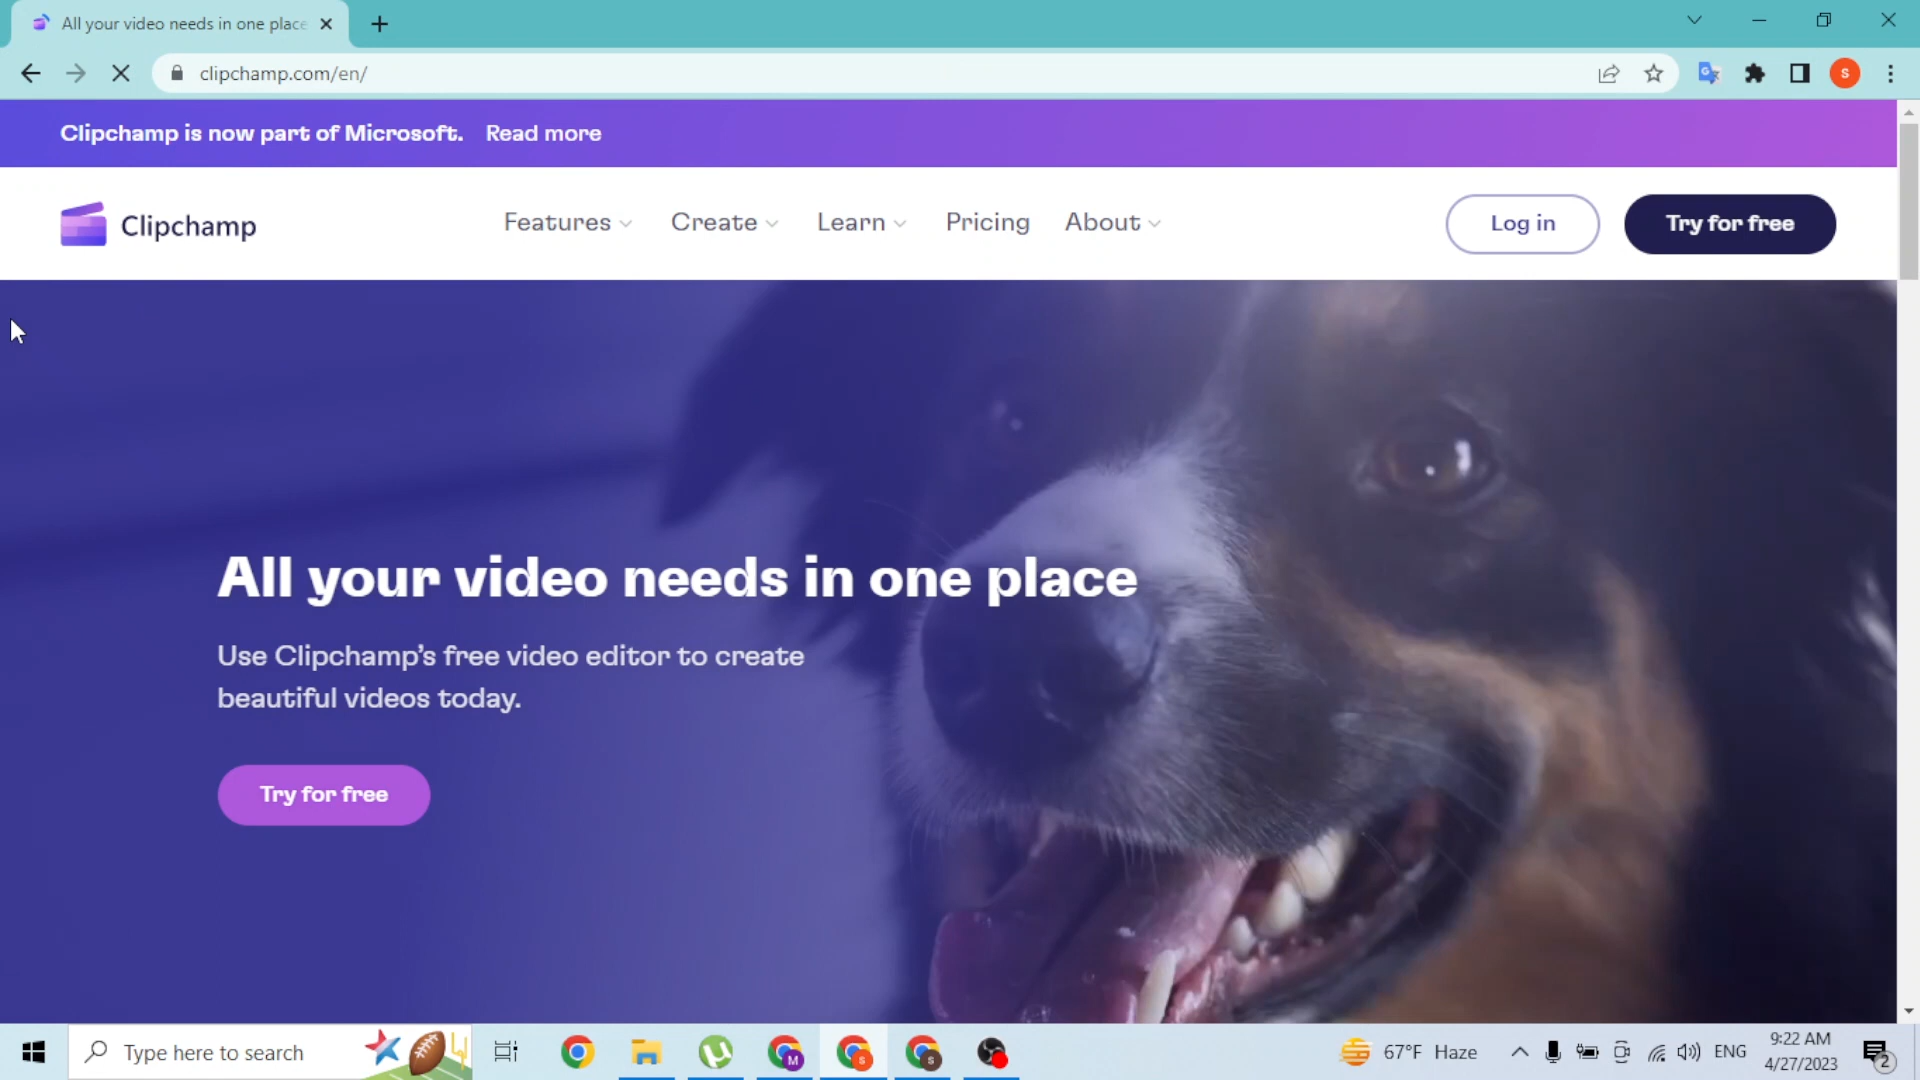 All your video needs in one place
clipchamp.com/en/
S
Clipchamp is now part of Microsoft. Read more
Clipchamp
Features Create Learn Pricing About
Log in
Try for free
All your video needs in one place
Use Clipchamp's free video editor to create
beautiful videos today.
Try for free
Type here to search
M
S
S
67°F Haze
ENG
9:22 AM
4/27/2023
2